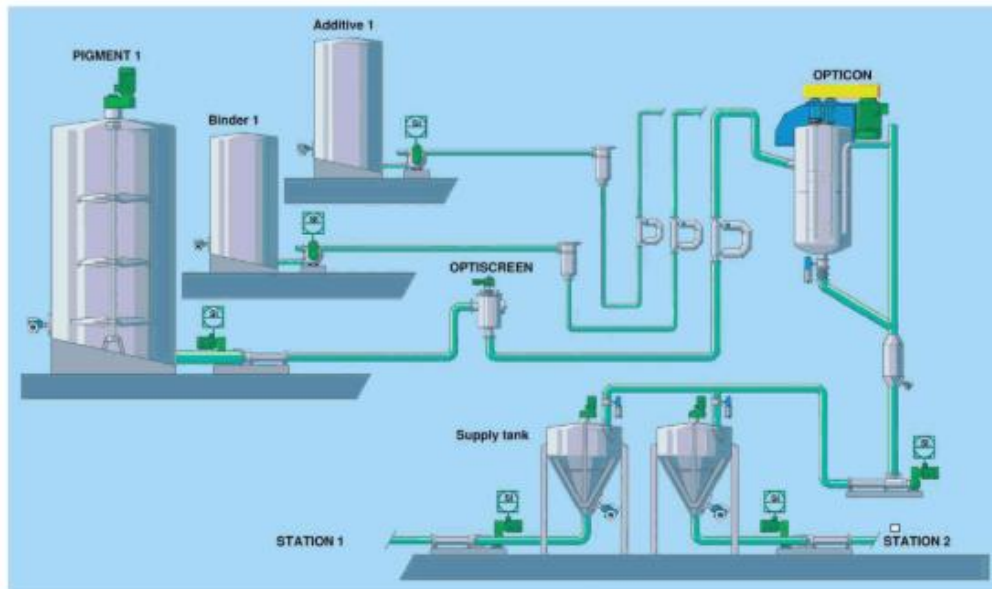 Additive 1
PIGMENT 1
OPTICON
Binder 1
OPTISCREEN
Supply tank
STATION 1
STATION 2